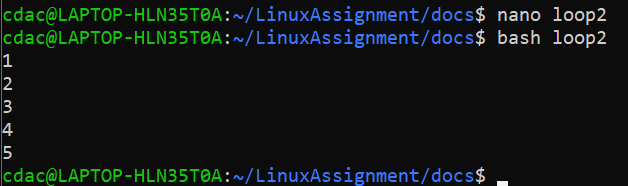 cdac@LAPTOP-HLN35T0A:~/LinuxAssignment/docs$ nano loop2
cdac@LAPTOP-HLN35T0A:~/LinuxAssignment/docs$ bash loop2
1
2
3
4
5
cdac@LAPTOP-HLN35T0A:~/LinuxAssignment/docs$